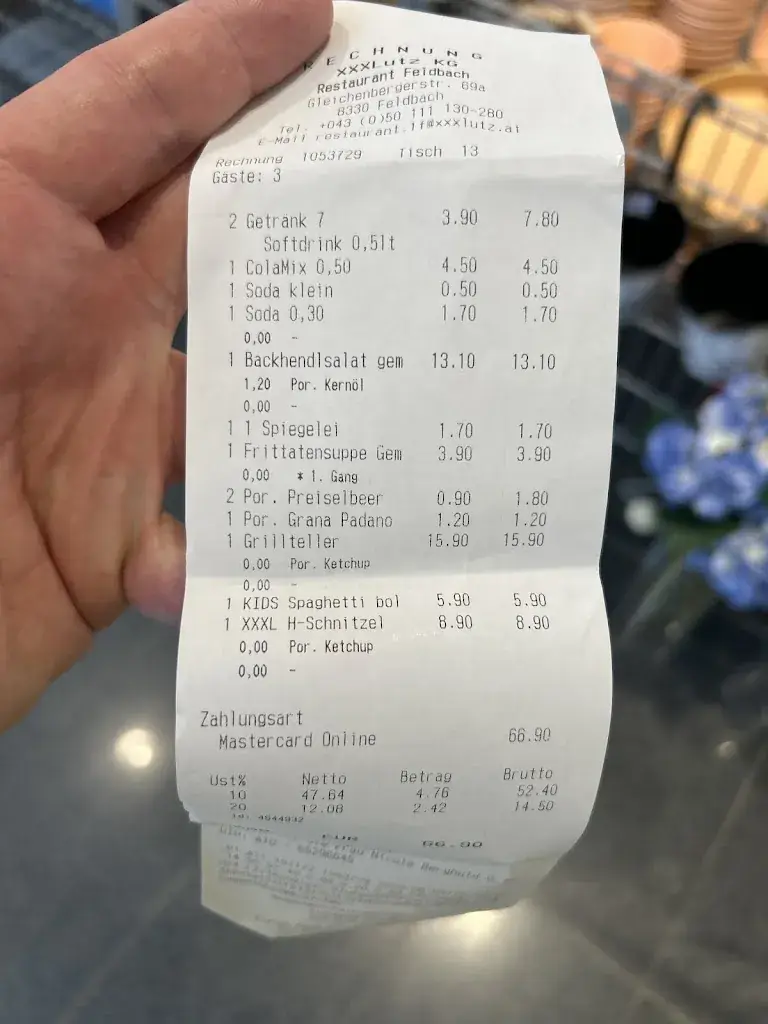 RECHNUNG
XXXLutz KG
Restaurant Feldbach
Gleichenbergerstr. 69a
8330 Feldbach
Tel. +043 (0)50 111 130-280
E-Mail restaurant.lf@xxxlutz.at
Rechnung 1053729 Tisch 13
Gäste: 3
2 Getränk 7 3.90 7.80
Softdrink 0,5lt
1 ColaMix 0,50 4.50 4.50
1 Soda klein 0.50 0.50
1 Soda 0,30 1.70 1.70
0,00 -
1 Backhendlsalat gem 13.10 13.10
1,20 Por. Kernöl
0,00 -
1 1 Spiegelei 1.70 1.70
1 Frittatensuppe Gem 3.90 3.90
0,00 * 1. Gang
2 Por. Preiselbeer 0.90 1.80
1 Por. Grana Padano 1.20 1.20
1 Grillteller 15.90 15.90
0,00 Por. Ketchup
0,00 -
1 KIDS Spaghetti bol 5.90 5.90
1 XXXL H-Schnitzel 8.90 8.90
0,00 Por. Ketchup
0,00 -
Zahlungsart
Mastercard Online 66.90
Ust% Netto Betrag Brutto
10 47.64 4.76 52.40
20 12.08 2.42 14.50
Id: 4944932
EUR 66.90